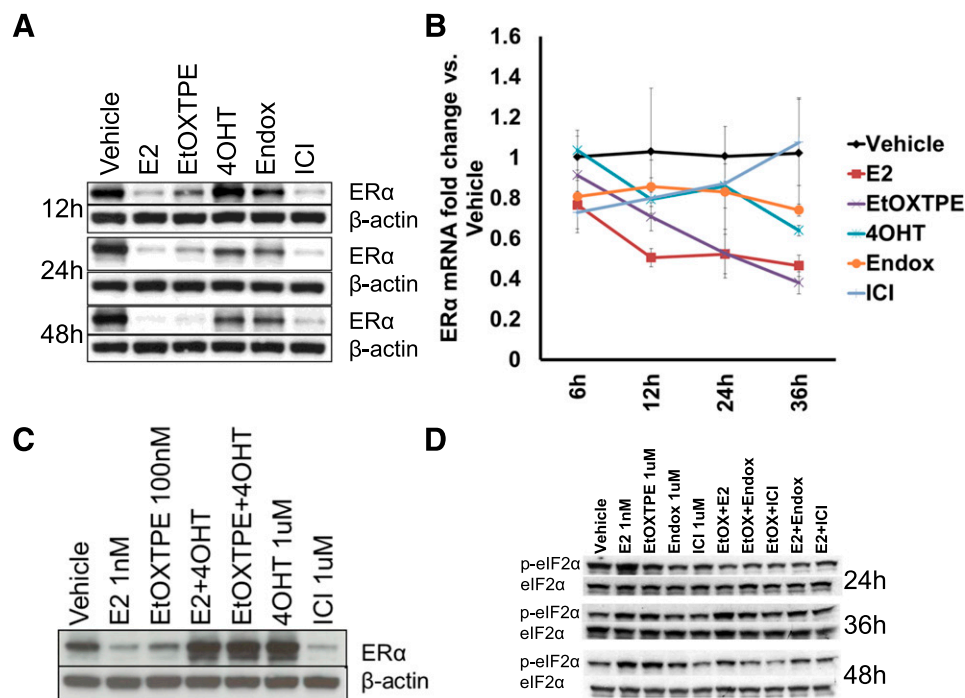 A
Vehicle
E2
EtOXTPE
4OHT
Endox
ICI
12h
ERα
β-actin
24h
ERα
β-actin
48h
ERα
β-actin
B
ERα mRNA fold change vs.
Vehicle
1.6
1.4
1.2
1
0.8
0.6
0.4
0.2
0
6h
12h
24h
36h
Vehicle
E2
EtOXTPE
4OHT
Endox
ICI
C
Vehicle
E2 1nM
EtOXTPE 100nM
E2+4OHT
EtOXTPE+4OHT
4OHT 1uM
ICI 1uM
ERα
β-actin
D
Vehicle
E2 1nM
EtOXTPE 1uM
Endox 1uM
ICI 1uM
EtOX+E2
EtOX+Endox
EtOX+ICI
E2+Endox
E2+ICI
p-eIF2α
eIF2α
24h
p-eIF2α
eIF2α
36h
p-eIF2α
eIF2α
48h